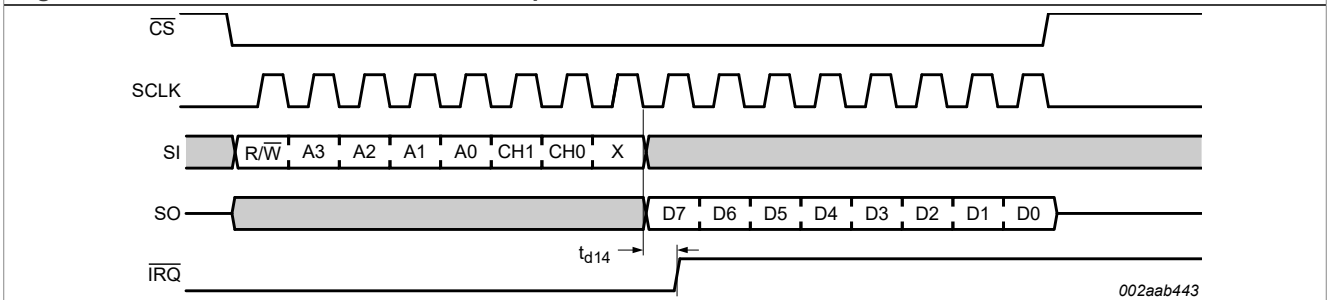 CS
SCLK
SI R/W A3 A2 A1 A0 CH1 CH0 X
SO D7 D6 D5 D4 D3 D2 D1 D0
td14
IRQ
002aab443